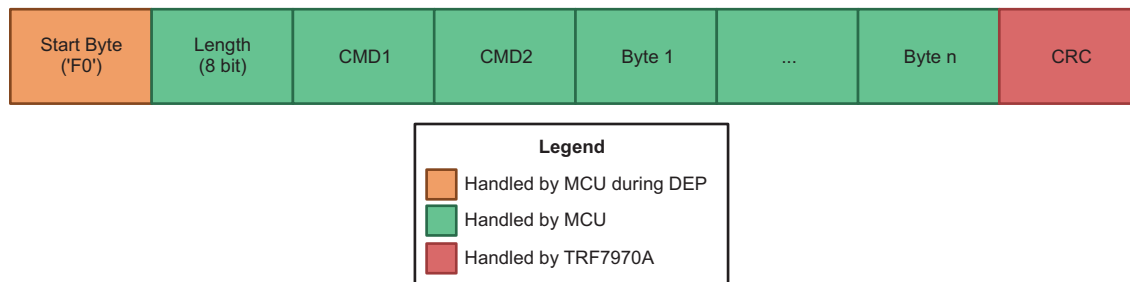 Start Byte
('F0')
Length
(8 bit)
CMD1
CMD2
Byte 1
...
Byte n
CRC
Legend
Handled by MCU during DEP
Handled by MCU
Handled by TRF7970A